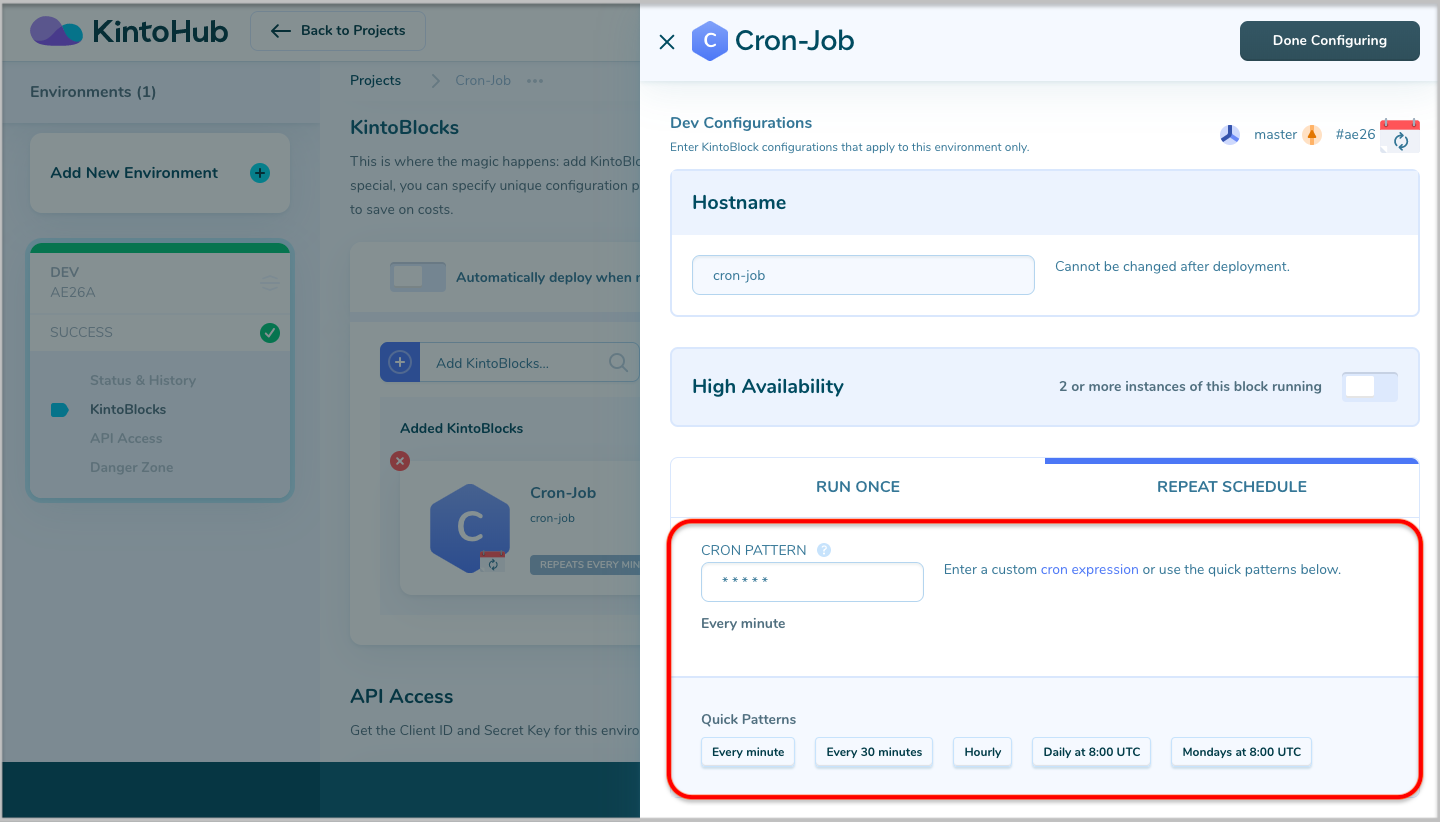 KintoHub
Back to Projects
Environments (1)
Add New Environment
DEV
AE26A
SUCCESS
Status & History
KintoBlocks
API Access
Danger Zone
Projects
Cron-Job
KintoBlocks
This is where the magic happens: add KintoBlo
special, you can specify unique configuration p
to save on costs.
Automatically deploy when
Add KintoBlocks...
Added KintoBlocks
C
Cron-Job
cron-job
REPEATS EVERY MIN
API Access
Get the Client ID and Secret Key for this enviro
C
Cron-Job
Done Configuring
Dev Configurations
Enter KintoBlock configurations that apply to this environment only.
master
#ae26
Hostname
cron-job
Cannot be changed after deployment.
High Availability
2 or more instances of this block running
RUN ONCE
REPEAT SCHEDULE
CRON PATTERN ?
* * * * *
Enter a custom cron expression or use the quick patterns below.
Every minute
Quick Patterns
Every minute
Every 30 minutes
Hourly
Daily at 8:00 UTC
Mondays at 8:00 UTC